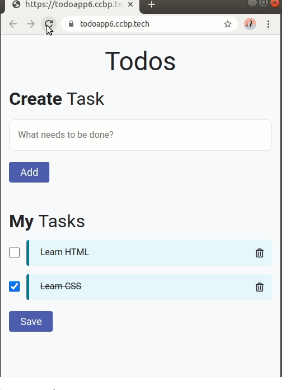 https://todoapp6.ccbp.te
todoapp6.ccbp.tech
Todos
Create Task
What needs to be done?
Add
My Tasks
Learn HTML
Learn CSS
Save